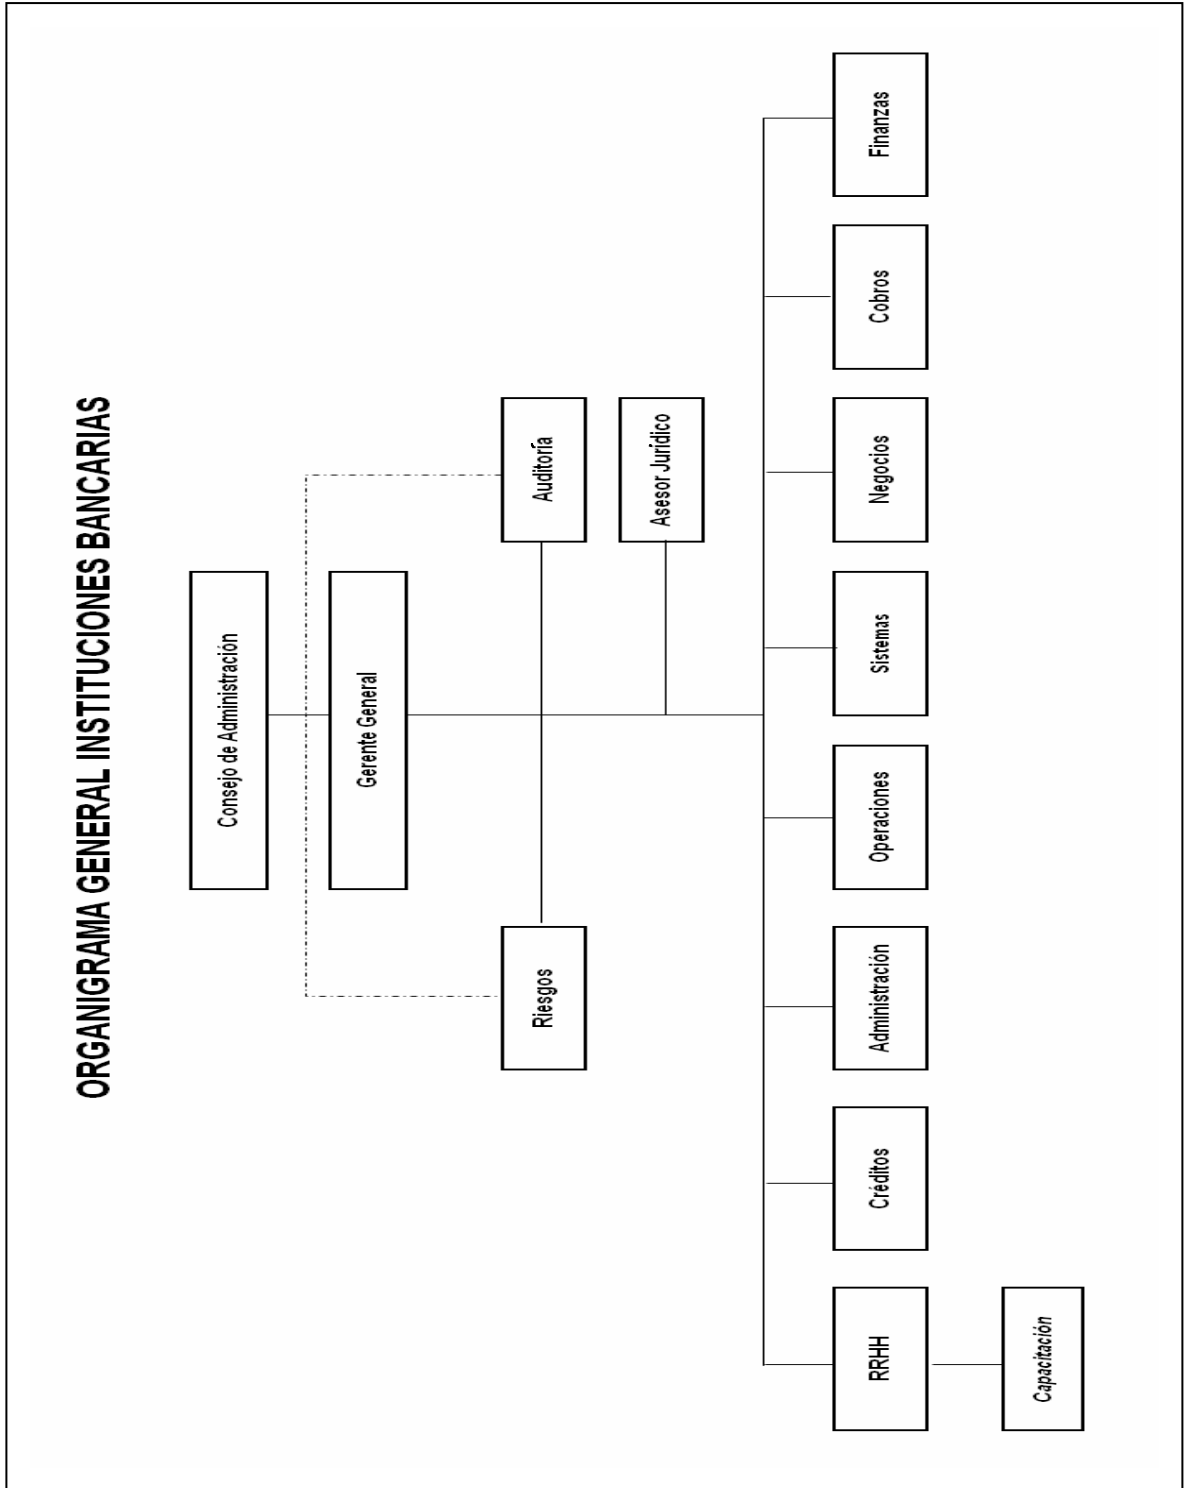 ORGANIGRAMA GENERAL INSTITUCIONES BANCARIAS
Consejo de Administración
Gerente General
Riesgos
Auditoría
Asesor Jurídico
RRHH
Créditos
Administración
Operaciones
Sistemas
Negocios
Cobros
Finanzas
Capacitación